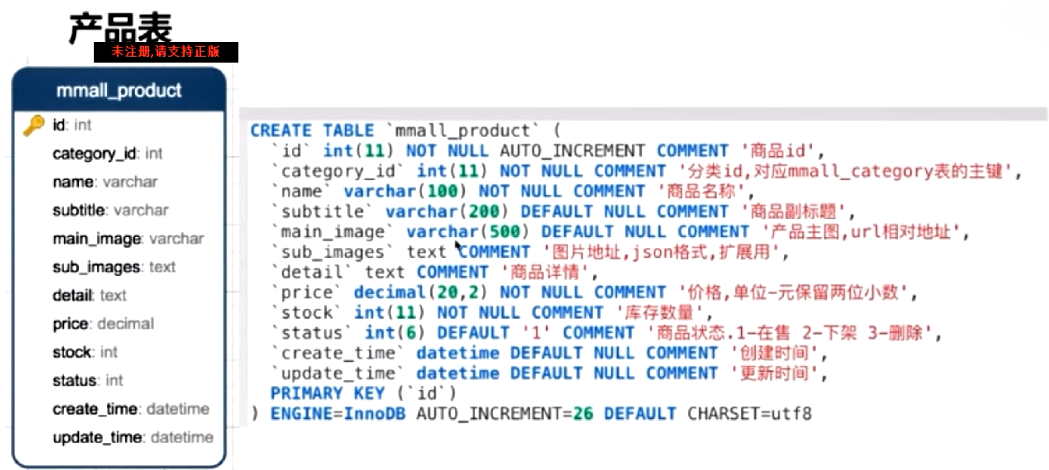 产品表
未注册,请支持正版
mmall_product
id: int
category_id: int
name: varchar
subtitle: varchar
main_image: varchar
sub_images: text
detail: text
price: decimal
stock: int
status: int
create_time: datetime
update_time: datetime
CREATE TABLE `mmall_product` (
`id` int(11) NOT NULL AUTO_INCREMENT COMMENT '商品id',
`category_id` int(11) NOT NULL COMMENT '分类id,对应mmall_category表的主键',
`name` varchar(100) NOT NULL COMMENT '商品名称',
`subtitle` varchar(200) DEFAULT NULL COMMENT '商品副标题',
`main_image` varchar(500) DEFAULT NULL COMMENT '产品主图,url相对地址',
`sub_images` text COMMENT '图片地址,json格式,扩展用',
`detail` text COMMENT '商品详情',
`price` decimal(20,2) NOT NULL COMMENT '价格,单位-元保留两位小数',
`stock` int(11) NOT NULL COMMENT '库存数量',
`status` int(6) DEFAULT '1' COMMENT '商品状态.1-在售 2-下架 3-删除',
`create_time` datetime DEFAULT NULL COMMENT '创建时间',
`update_time` datetime DEFAULT NULL COMMENT '更新时间',
PRIMARY KEY (`id`)
) ENGINE=InnoDB AUTO_INCREMENT=26 DEFAULT CHARSET=utf8